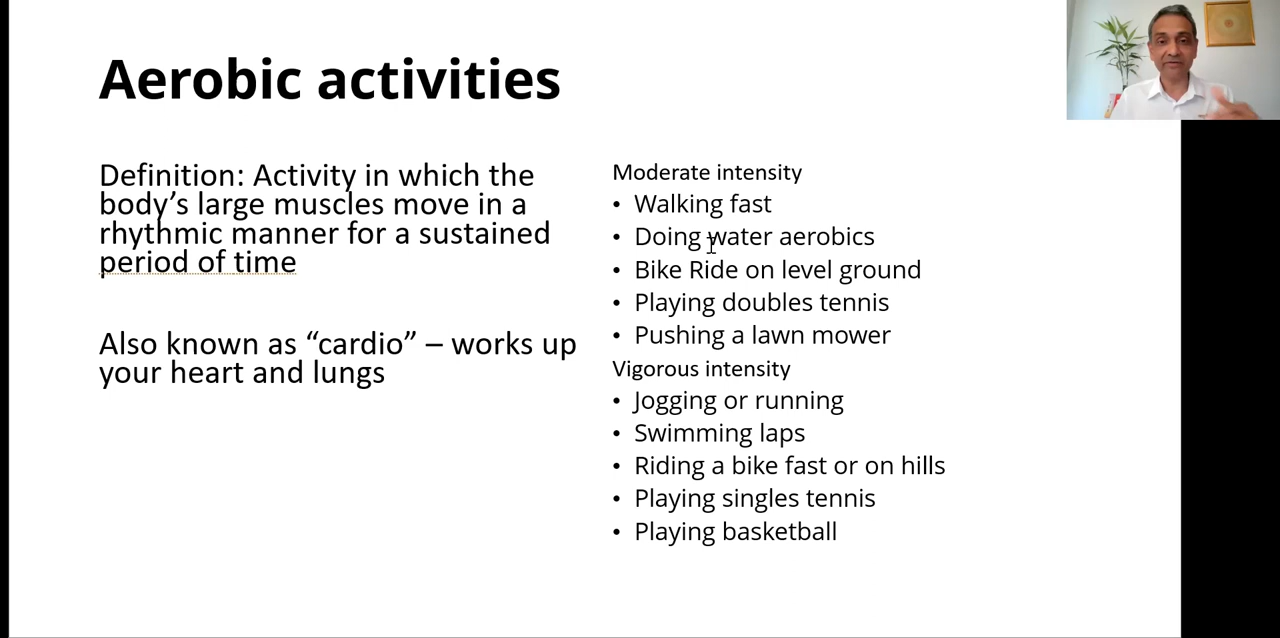 Aerobic activities
Definition: Activity in which the
body’s large muscles move in a
rhythmic manner for a sustained
period of time
Also known as “cardio” – works up
your heart and lungs
Moderate intensity
• Walking fast
• Doing water aerobics
• Bike Ride on level ground
• Playing doubles tennis
• Pushing a lawn mower
Vigorous intensity
• Jogging or running
• Swimming laps
• Riding a bike fast or on hills
• Playing singles tennis
• Playing basketball